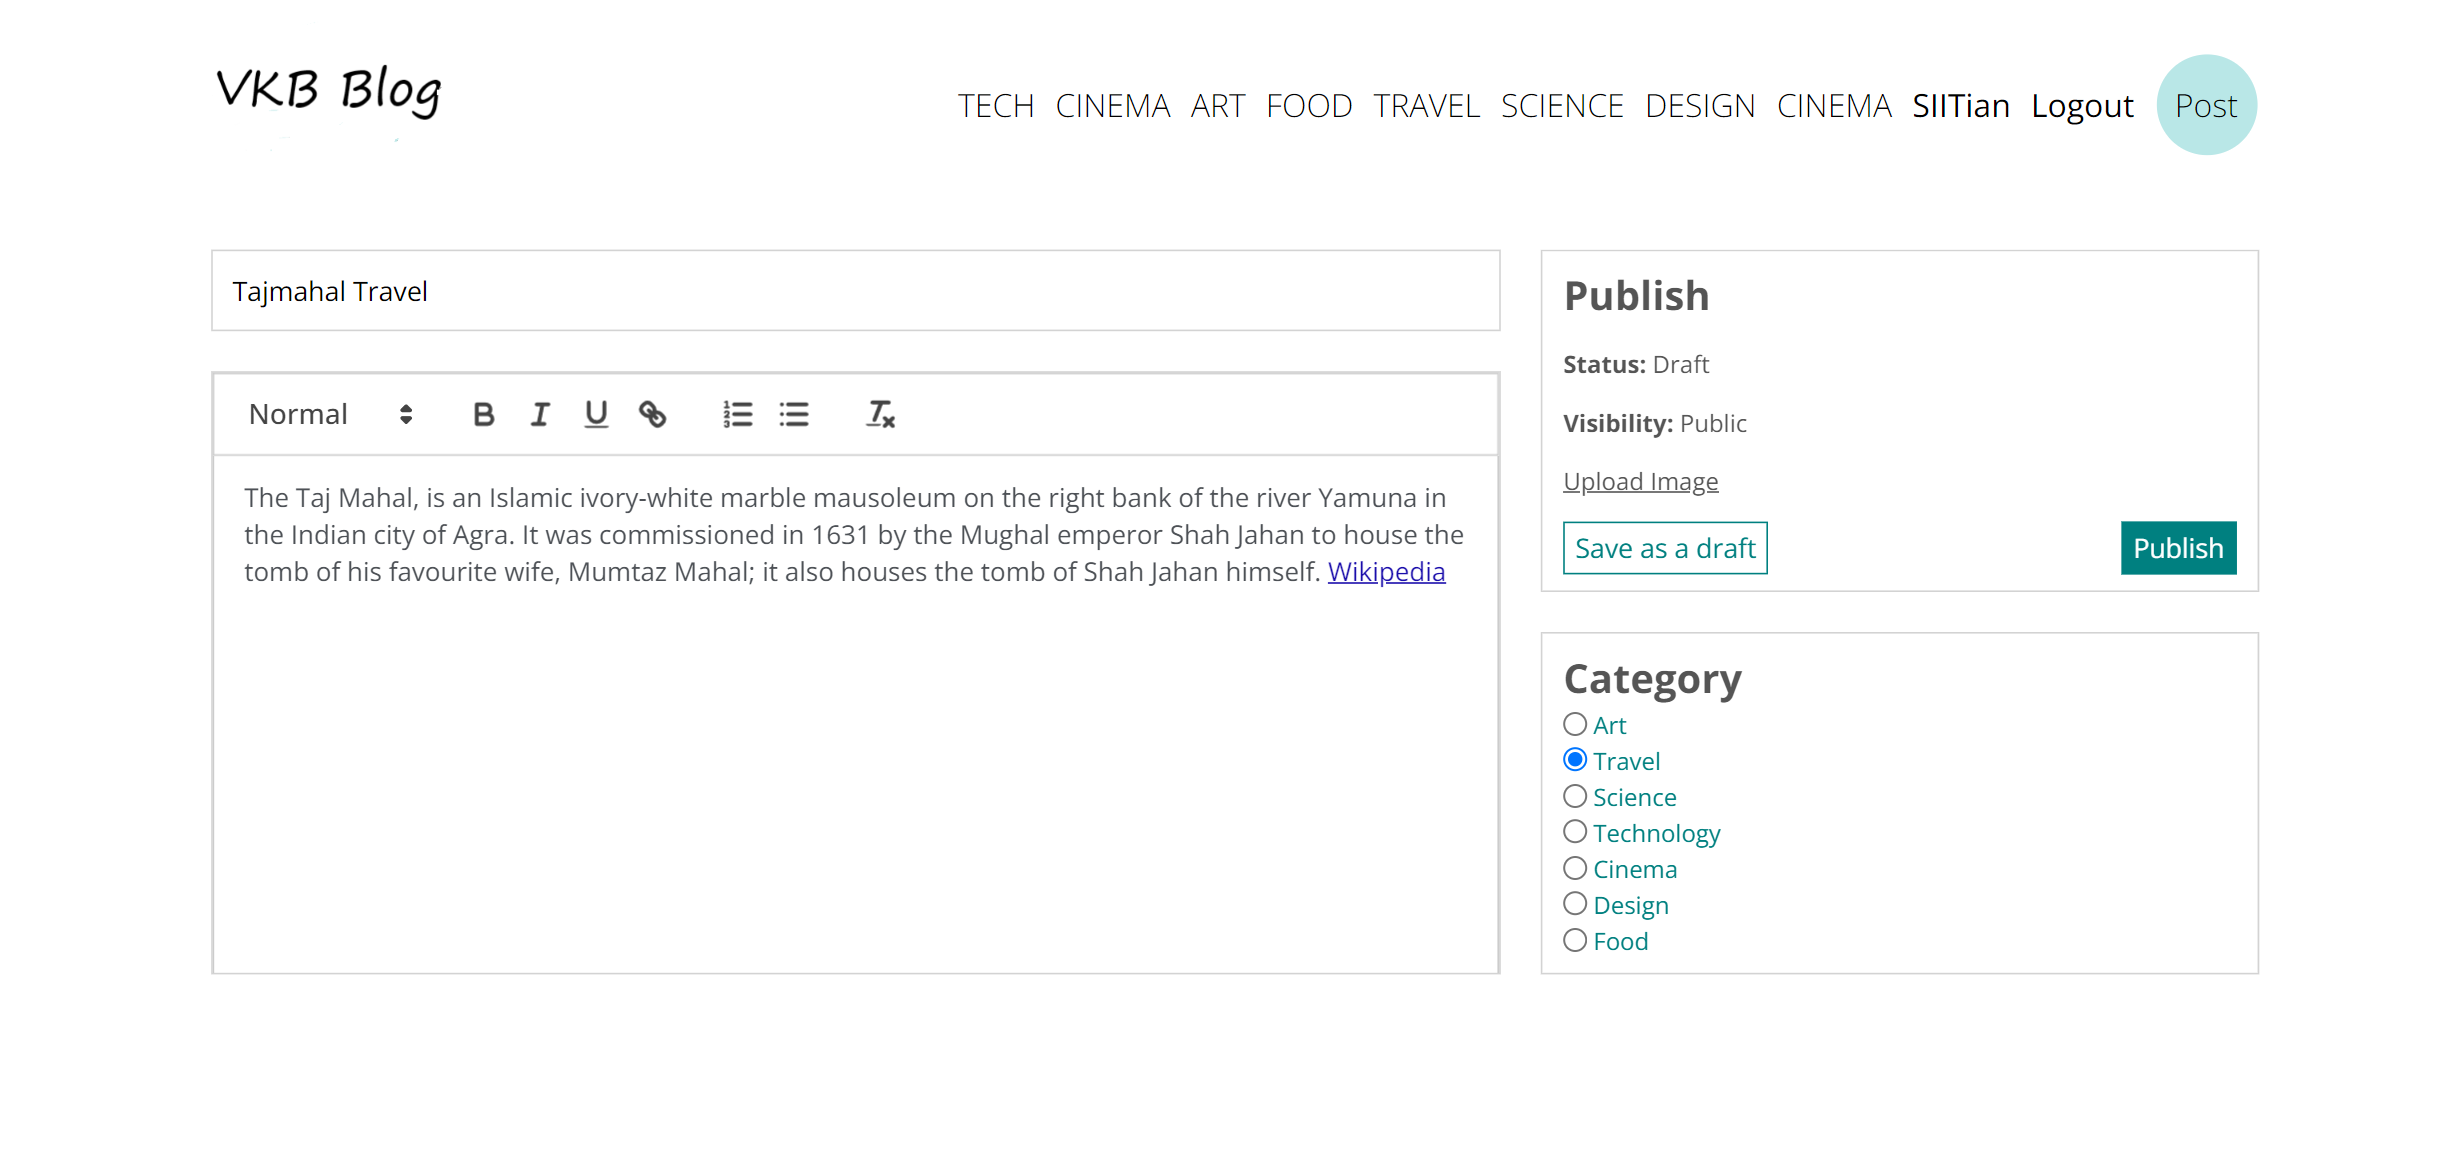 VKB Blog
TECH CINEMA ART FOOD TRAVEL SCIENCE DESIGN CINEMA SIITian Logout Post
Tajmahal Travel
Normal
The Taj Mahal, is an Islamic ivory-white marble mausoleum on the right bank of the river Yamuna in
the Indian city of Agra. It was commissioned in 1631 by the Mughal emperor Shah Jahan to house the
tomb of his favourite wife, Mumtaz Mahal; it also houses the tomb of Shah Jahan himself. Wikipedia
Publish
Status: Draft
Visibility: Public
Upload Image
Save as a draft Publish
Category
Art
Travel
Science
Technology
Cinema
Design
Food